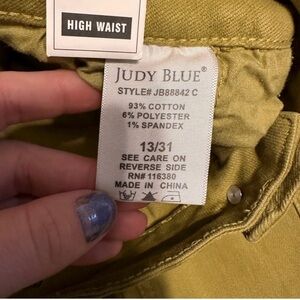 HIGH WAIST
JUDY BLUE®
STYLE# JB88842 C
93% COTTON
6% POLYESTER
1% SPANDEX
13/31
SEE CARE ON
REVERSE SIDE
RN# 116380
MADE IN CHINA